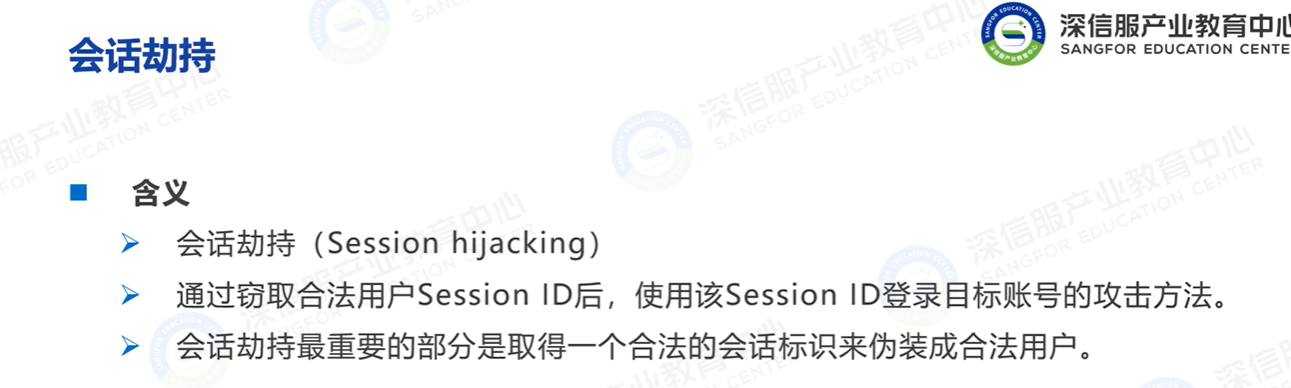 会话劫持
深信服产业教育中心
SANGFOR EDUCATION CENTE
含义
会话劫持（Session hijacking）
通过窃取合法用户Session ID后，使用该Session ID登录目标账号的攻击方法。
会话劫持最重要的部分是取得一个合法的会话标识来伪装成合法用户。